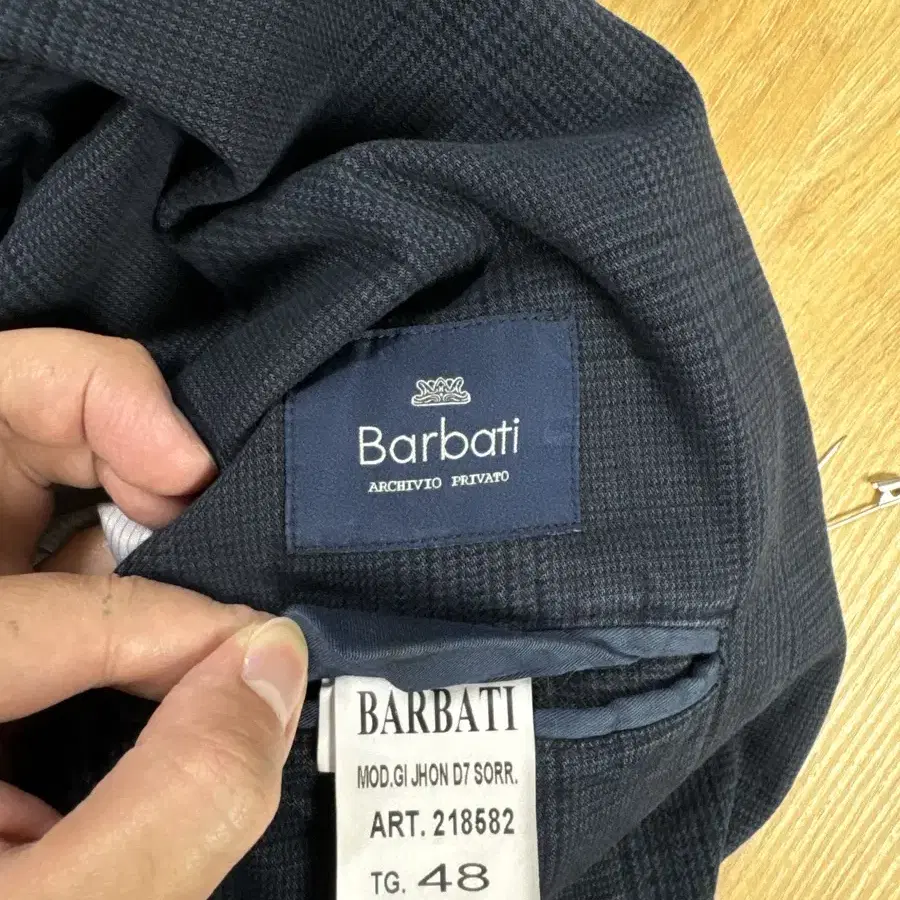 Barbati
ARCHIVIO PRIVATO
BARBATI
MOD.GI JHON D7 SORR.
ART. 218582
TG. 48